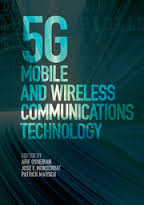 5G
MOBILE
AND WIRELESS
COMMUNICATIONS
TECHNOLOGY
EDITED BY
AFIF OSSEIRAN
JOSE F. MONSERRAT
PATRICK MARSCH